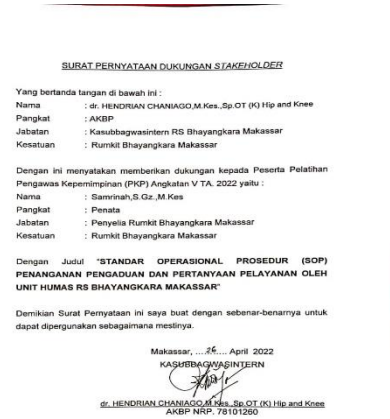 SURAT PERNYATAAN DUKUNGAN STAKEHOLDER
Yang bertanda tangan di bawah ini :
Nama : dr. HENDRIAN CHANIAGO,M.Kes.,Sp.OT (K) Hip and Knee
Pangkat : AKBP
Jabatan : Kasubbagwasintern RS Bhayangkara Makassar
Kesatuan : Rumkit Bhayangkara Makassar
Dengan ini menyatakan memberikan dukungan kepada Peserta Pelatihan
Pengawas Kepemimpinan (PKP) Angkatan V TA. 2022 yaitu :
Nama : Samrinah,S.Gz.,M.Kes
Pangkat : Penata
Jabatan : Penyelia Rumkit Bhayangkara Makassar
Kesatuan : Rumkit Bhayangkara Makassar
Dengan Judul "STANDAR OPERASIONAL PROSEDUR (SOP)
PENANGANAN PENGADUAN DAN PERTANYAAN PELAYANAN OLEH
UNIT HUMAS RS BHAYANGKARA MAKASSAR"
Demikian Surat Pernyataan ini saya buat dengan sebenar-benarnya untuk
dapat dipergunakan sebagaimana mestinya.
Makassar, ....26.... April 2022
KASUBBAGWASINTERN
dr. HENDRIAN CHANIAGO,M.Kes.,Sp.OT (K) Hip and Knee
AKBP NRP. 78101260